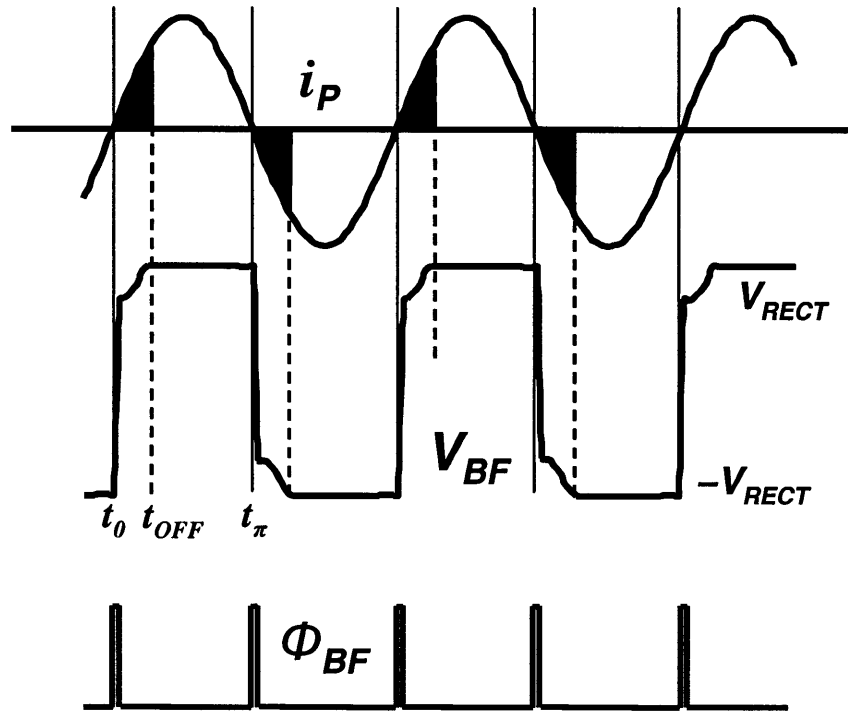 i_P
V_RECT
V_BF
–V_RECT
t_0 t_OFF t_π
Φ_BF